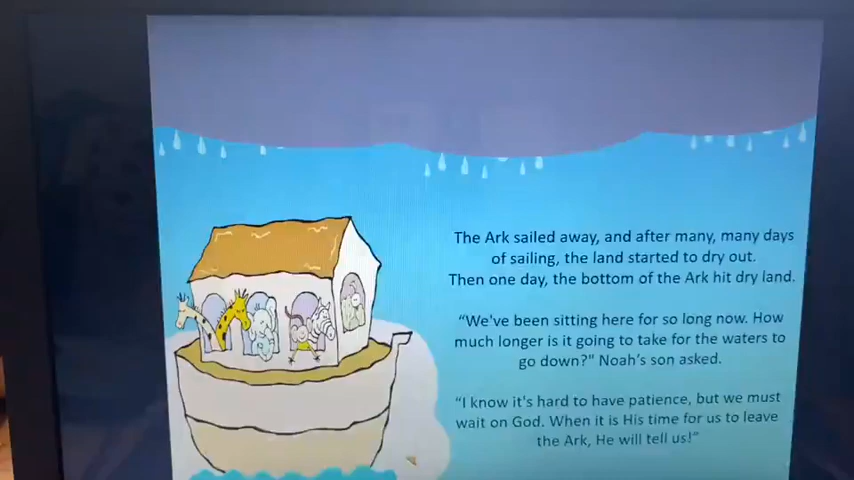 The Ark sailed away, and after many, many days
of sailing, the land started to dry out.
Then one day, the bottom of the Ark hit dry land.
"We've been sitting here for so long now. How
much longer is it going to take for the waters to
go down?" Noah's son asked.
"I know it's hard to have patience, but we must
wait on God. When it is His time for us to leave
the Ark, He will tell us!"